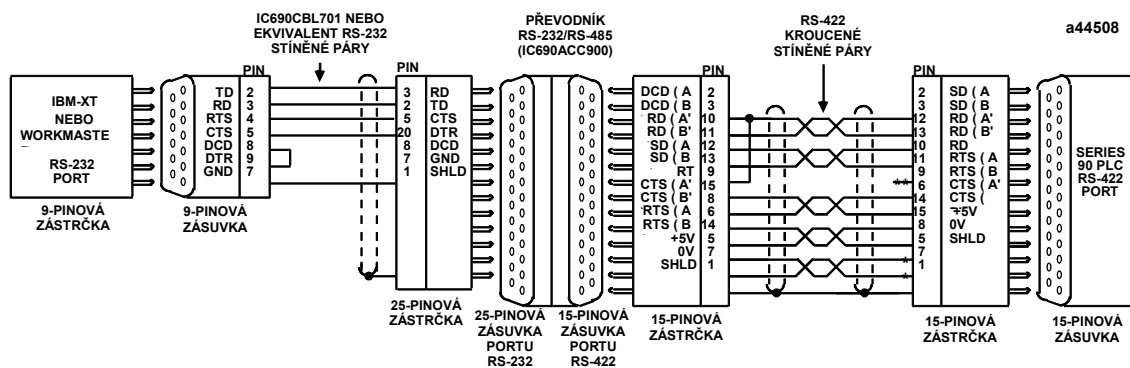 IC690CBL701 NEBO
EKVIVALENT RS-232
STÍNĚNÉ PÁRY
PŘEVODNÍK
RS-232/RS-485
(IC690ACC900)
RS-422
KROUCENÉ
STÍNĚNÉ PÁRY
a44508
IBM-XT
NEBO
WORKMASTE
RS-232
PORT
9-PINOVÁ
ZÁSTRČKA
PIN
TD 2
RD 3
RTS 4
CTS 5
DCD 8
DTR 9
GND 7
9-PINOVÁ
ZÁSUVKA
PIN
3 RD
2 TD
5 CTS
20 DTR
8 DCD
7 GND
1 SHLD
25-PINOVÁ
ZÁSTRČKA
25-PINOVÁ
ZÁSUVKA
PORTU
RS-232
15-PINOVÁ
ZÁSUVKA
PORTU
RS-422
PIN
DCD ( A 2
DCD ( B 3
RD ( A' 10
RD ( B' 11
SD ( A 12
SD ( B 13
RT 9
CTS ( A' 15
CTS ( B' 8
RTS ( A 6
RTS ( B 14
+5V 5
0V 7
SHLD 1
15-PINOVÁ
ZÁSTRČKA
PIN
2 SD ( A
3 SD ( B
12 RD ( A'
13 RD ( B'
10 RD
11 RTS ( A
9 RTS ( B
** 6 CTS ( A'
14 CTS (
15 +5V
8 0V
5 SHLD
7
* 1
*
15-PINOVÁ
ZÁSTRČKA
SERIES
90 PLC
RS-422
PORT
15-PINOVÁ
ZÁSUVKA